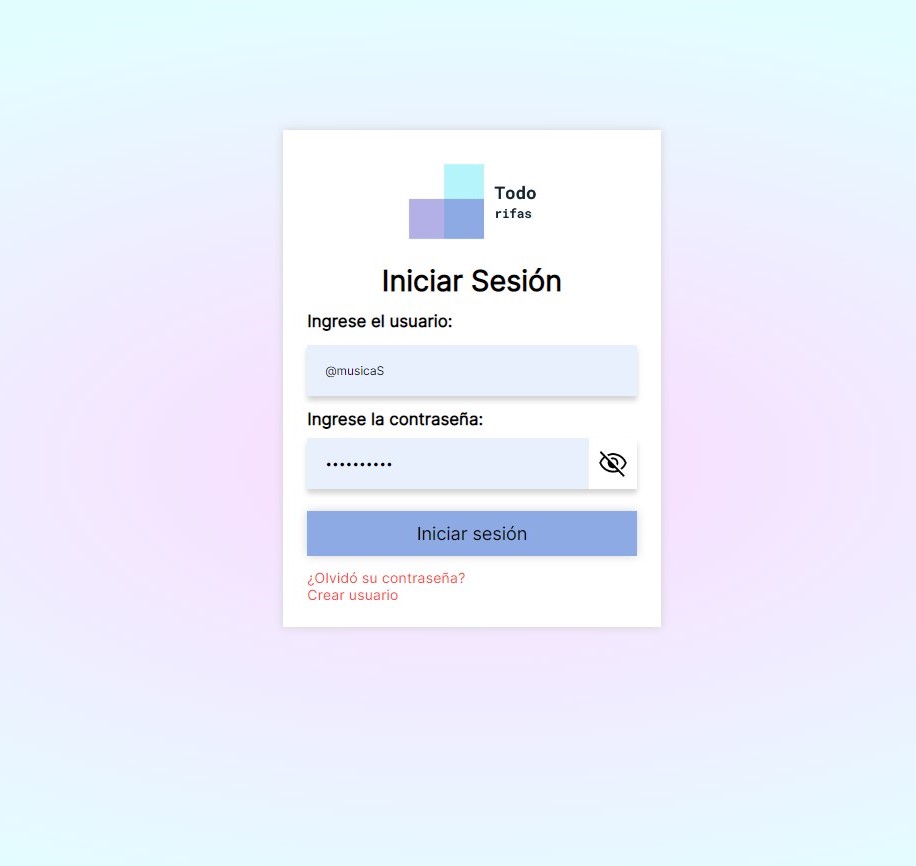 Todo
rifas
Iniciar Sesión
Ingrese el usuario:
@musicaS
Ingrese la contraseña:
••••••••••
Iniciar sesión
¿Olvidó su contraseña?
Crear usuario